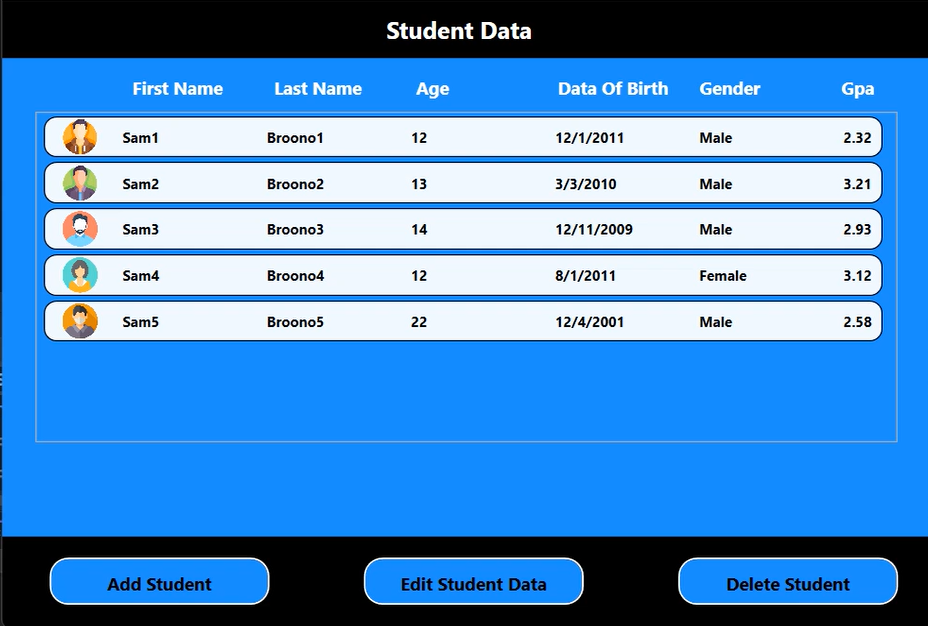 Student Data
First Name Last Name Age Data Of Birth Gender Gpa
Sam1 Broono1 12 12/1/2011 Male 2.32
Sam2 Broono2 13 3/3/2010 Male 3.21
Sam3 Broono3 14 12/11/2009 Male 2.93
Sam4 Broono4 12 8/1/2011 Female 3.12
Sam5 Broono5 22 12/4/2001 Male 2.58
Add Student Edit Student Data Delete Student